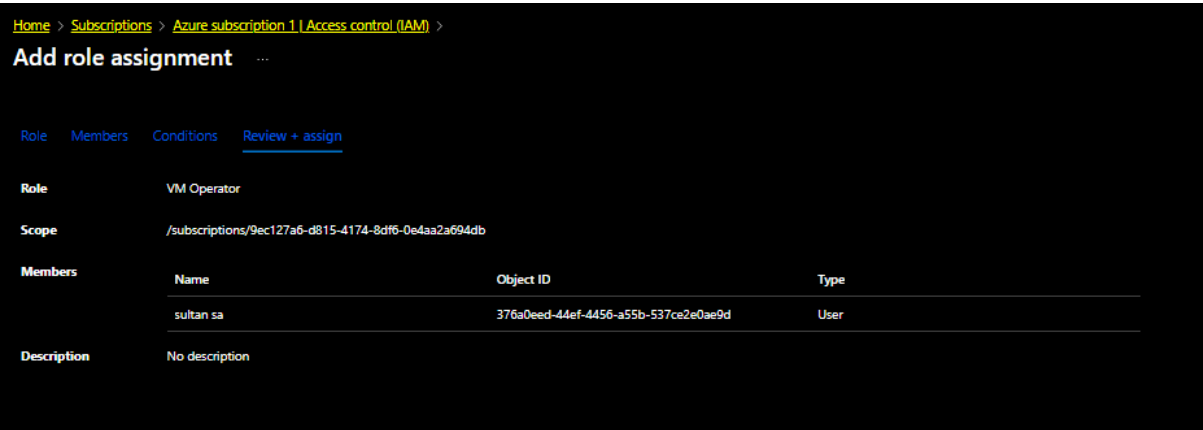 Home > Subscriptions > Azure subscription 1 | Access control (IAM) >
Add role assignment ...
Role Members Conditions Review + assign
Role VM Operator
Scope /subscriptions/9ec127a6-d815-4174-8df6-0e4aa2a694db
Members Name Object ID Type
sultan sa 376a0eed-44ef-4456-a55b-537ce2e0ae9d User
Description No description